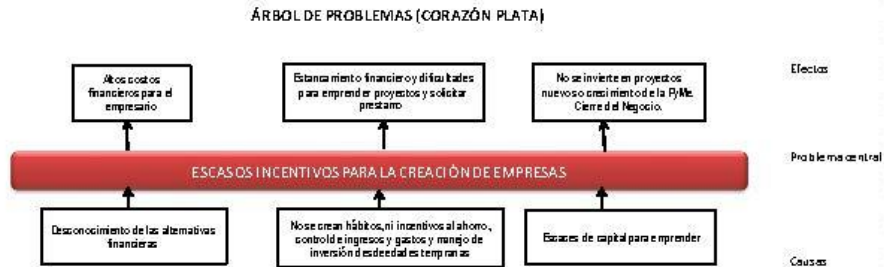 ÁRBOL DE PROBLEMAS (CORAZÓN PLATA)
Altos costos
financieros para el
empresario
Estancamiento financiero y dificultades
para emprender proyectos y solicitar
prestamo
No se invierte en proyectos
nuevos o crecimiento de la PyMe.
Cierre del Negocio.
Efectos
ESCASOS INCENTIVOS PARA LA CREACIÓN DE EMPRESAS
Problema central
Desconocimiento de las alternativas
financieras
No se crean hábitos, ni incentivos al ahorro,
control de ingresos y gastos y manejo de
inversión desde edades tempranas
Escases de capital para emprender
Causas